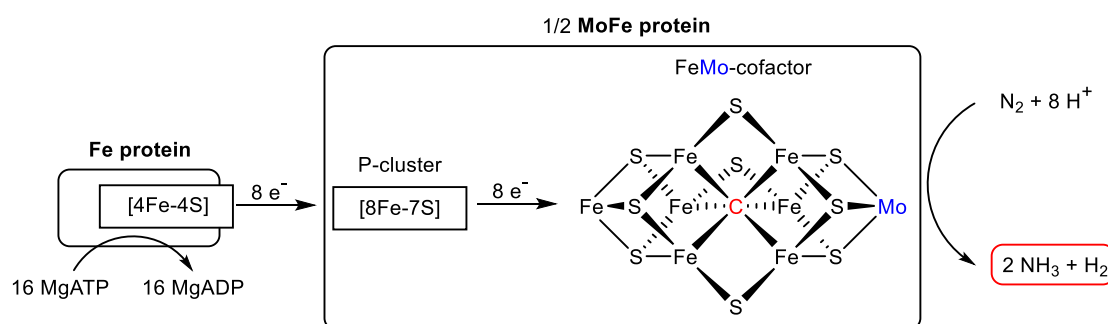 1/2 MoFe protein
FeMo-cofactor
Fe protein
[4Fe-4S]
16 MgATP 16 MgADP
8 e⁻
P-cluster
[8Fe-7S]
8 e⁻
S
S Fe Fe S
S
Fe S Fe C Fe S Mo
S Fe Fe S
S
N₂ + 8 H⁺
2 NH₃ + H₂